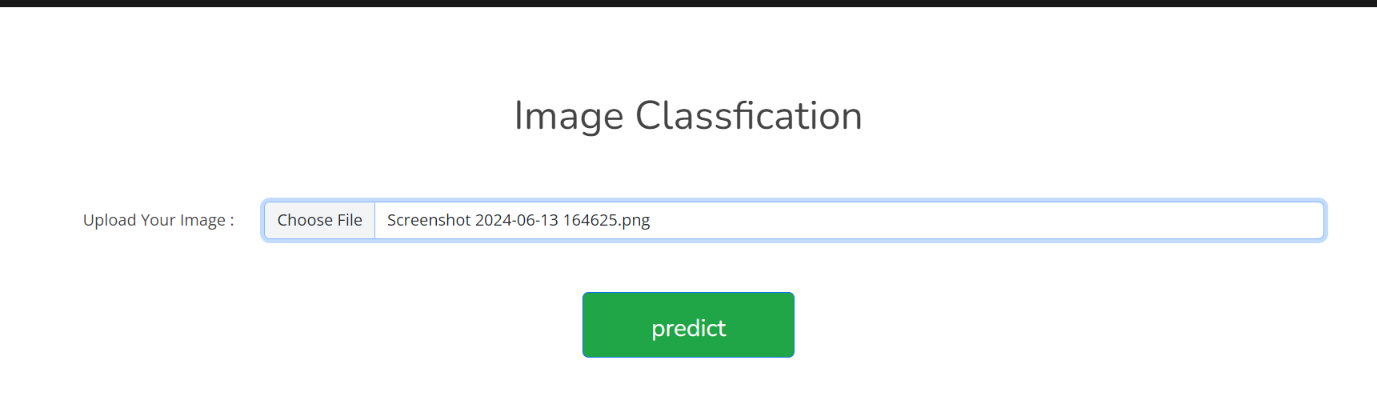 Image Classfication
Upload Your Image : Choose File Screenshot 2024-06-13 164625.png
predict